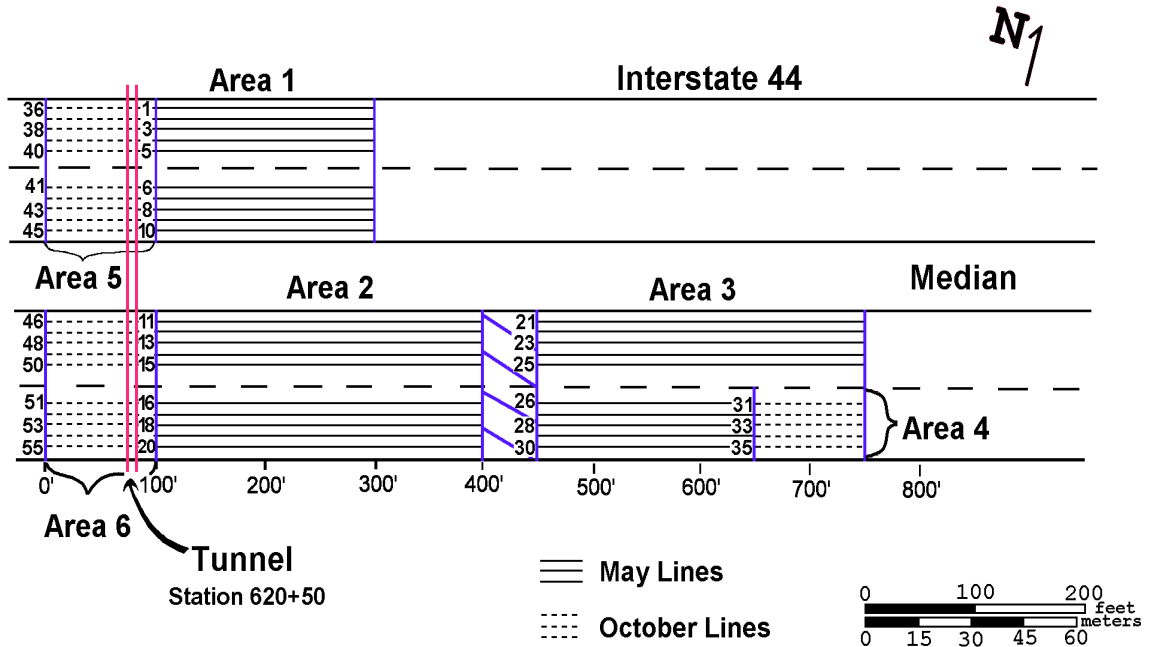 N
Area 1
Interstate 44
36 1
38 3
40 5
41 6
43 8
45 10
Area 5
Area 2
Area 3
Median
46 11 21
48 13 23
50 15 25
51 16 26 31
53 18 28 33
55 20 30 35
Area 4
0' 100' 200' 300' 400' 500' 600' 700' 800'
Area 6
Tunnel
Station 620+50
May Lines
October Lines
0 100 200
feet
meters
0 15 30 45 60